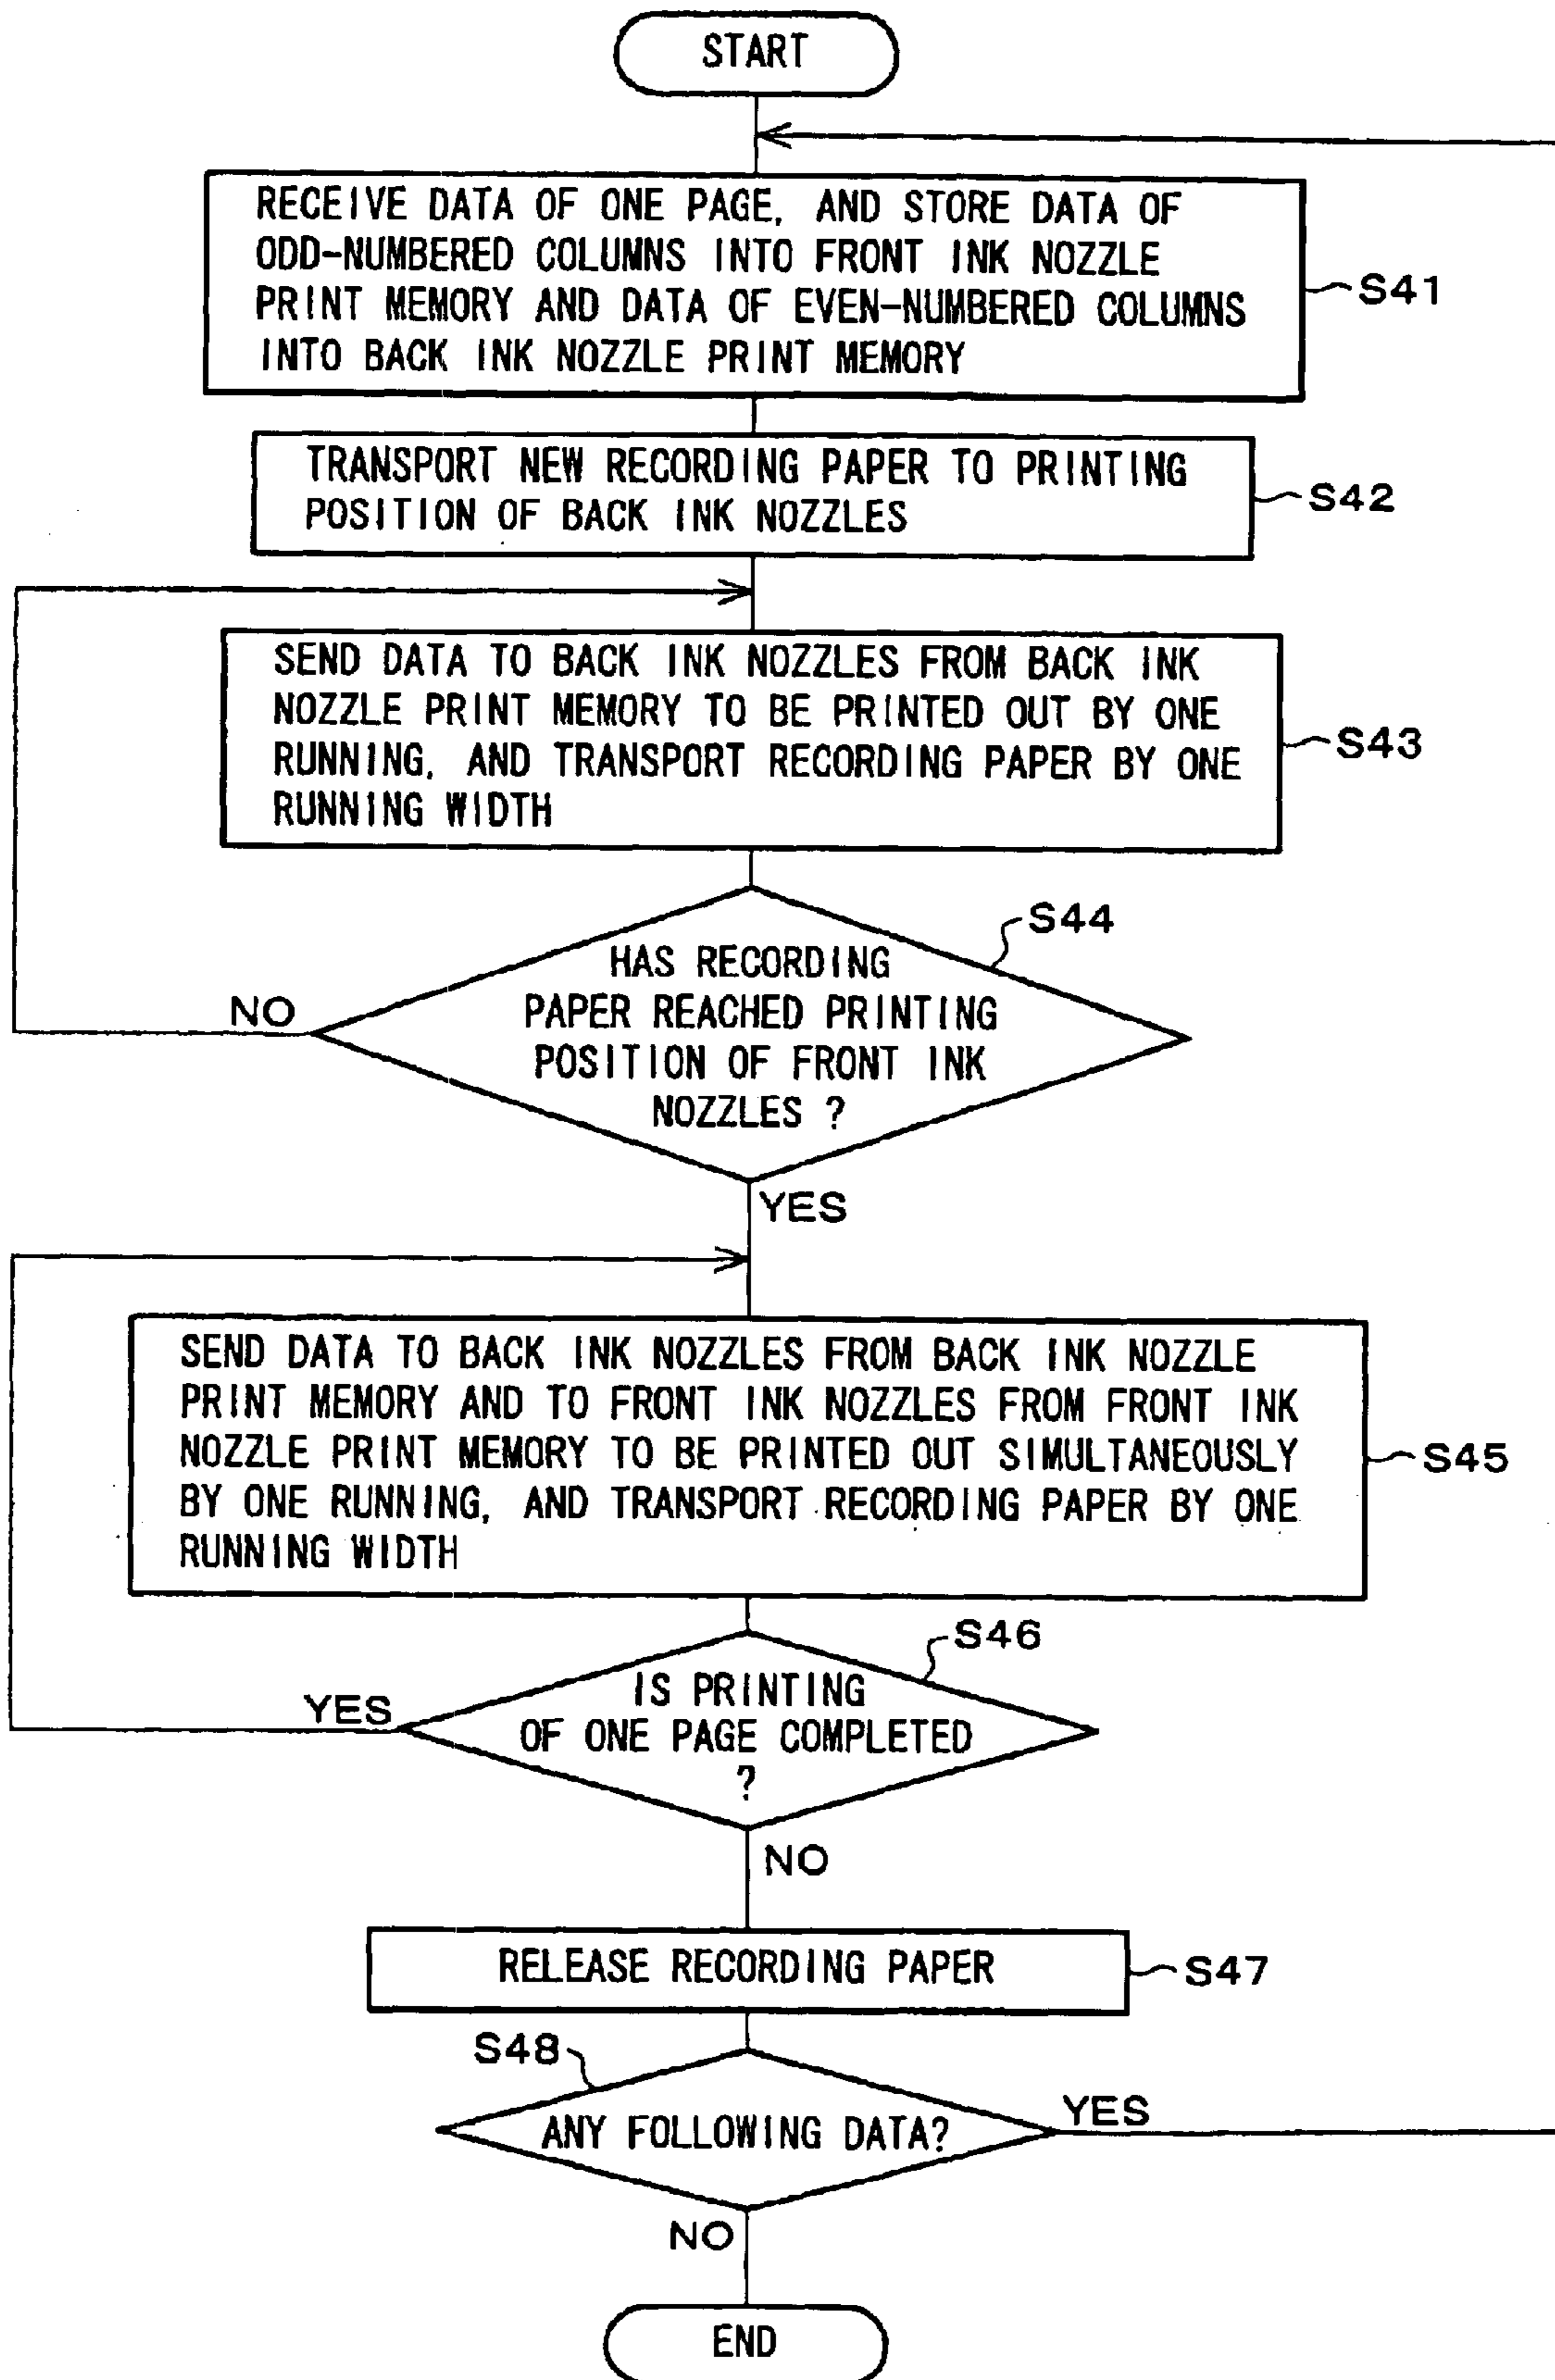 START
RECEIVE DATA OF ONE PAGE, AND STORE DATA OF
ODD-NUMBERED COLUMNS INTO FRONT INK NOZZLE
PRINT MEMORY AND DATA OF EVEN-NUMBERED COLUMNS
INTO BACK INK NOZZLE PRINT MEMORY
S41
TRANSPORT NEW RECORDING PAPER TO PRINTING
POSITION OF BACK INK NOZZLES
S42
SEND DATA TO BACK INK NOZZLES FROM BACK INK
NOZZLE PRINT MEMORY TO BE PRINTED OUT BY ONE
RUNNING, AND TRANSPORT RECORDING PAPER BY ONE
RUNNING WIDTH
S43
S44
HAS RECORDING
PAPER REACHED PRINTING
POSITION OF FRONT INK
NOZZLES ?
NO
YES
SEND DATA TO BACK INK NOZZLES FROM BACK INK NOZZLE
PRINT MEMORY AND TO FRONT INK NOZZLES FROM FRONT INK
NOZZLE PRINT MEMORY TO BE PRINTED OUT SIMULTANEOUSLY
BY ONE RUNNING, AND TRANSPORT RECORDING PAPER BY ONE
RUNNING WIDTH
S45
S46
IS PRINTING
OF ONE PAGE COMPLETED
?
YES
NO
RELEASE RECORDING PAPER
S47
S48
ANY FOLLOWING DATA?
YES
NO
END